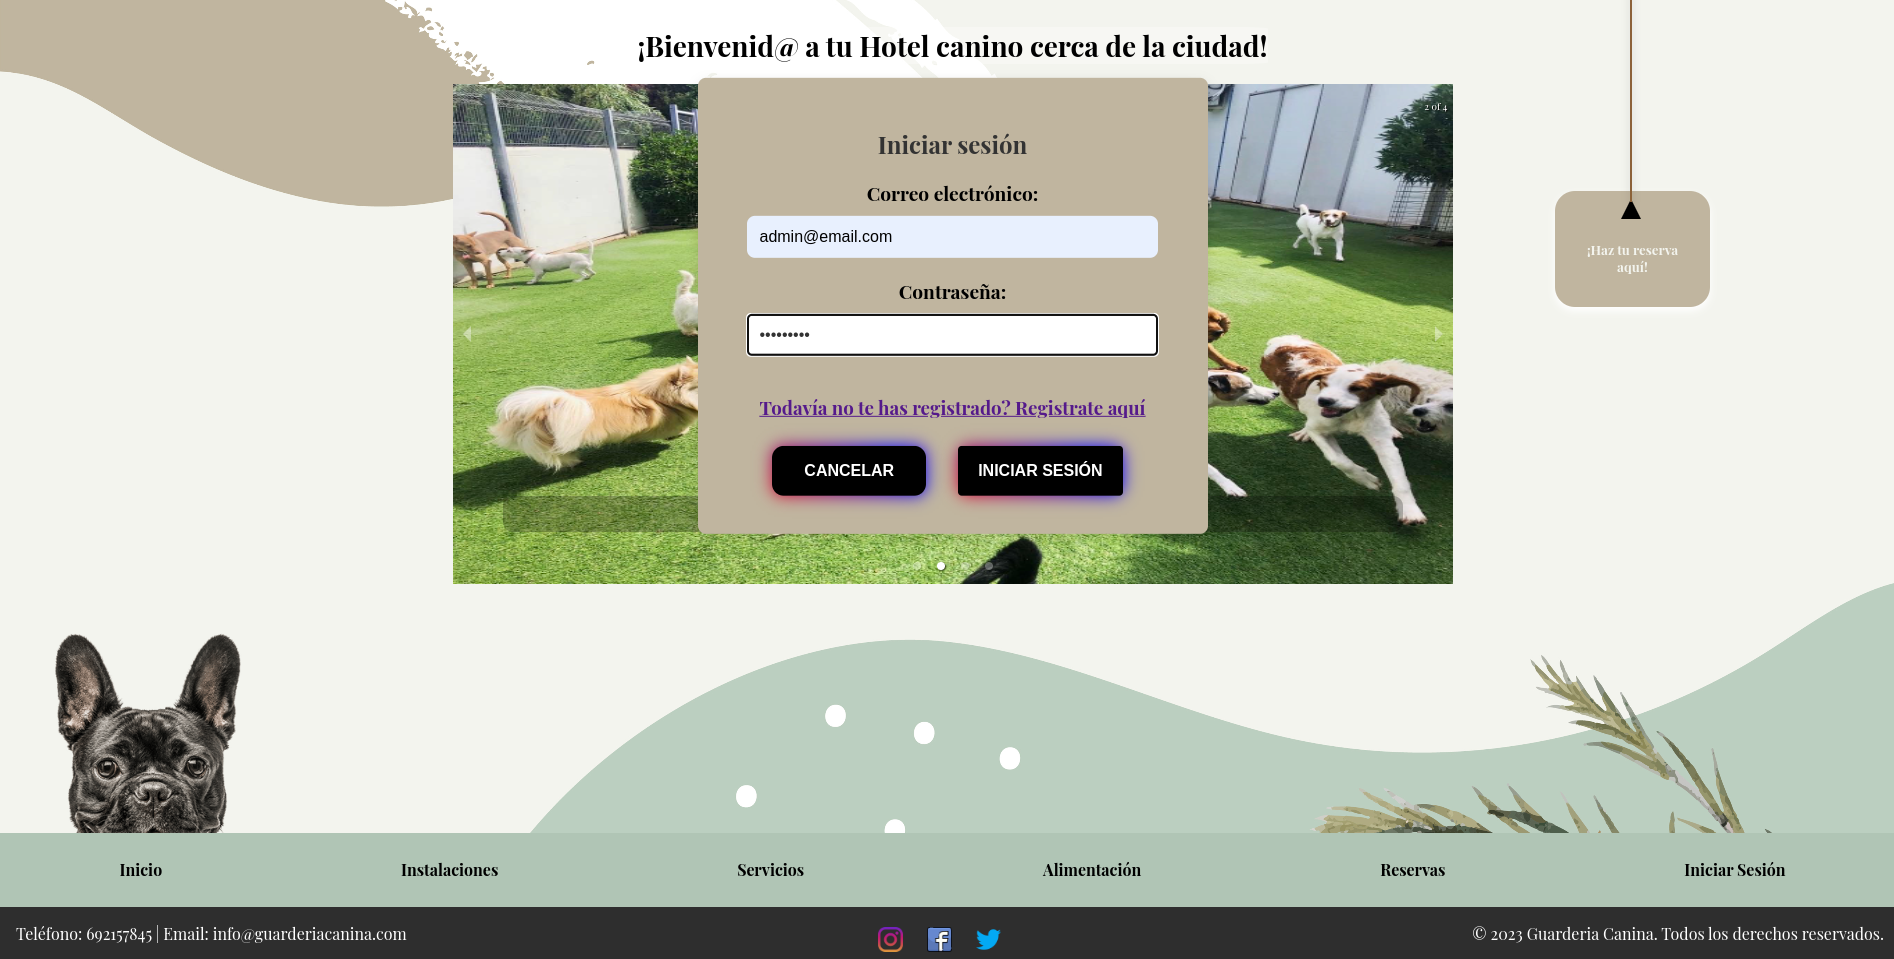 ¡Bienvenid@ a tu Hotel canino cerca de la ciudad!
2 of 4
Iniciar sesión
Correo electrónico:
admin@email.com
Contraseña:
•••••••••
Todavía no te has registrado? Registrate aquí
CANCELAR
INICIAR SESIÓN
¡Haz tu reserva
aquí!
Inicio
Instalaciones
Servicios
Alimentación
Reservas
Iniciar Sesión
Teléfono: 692157845 | Email: info@guarderiacanina.com
© 2023 Guarderia Canina. Todos los derechos reservados.